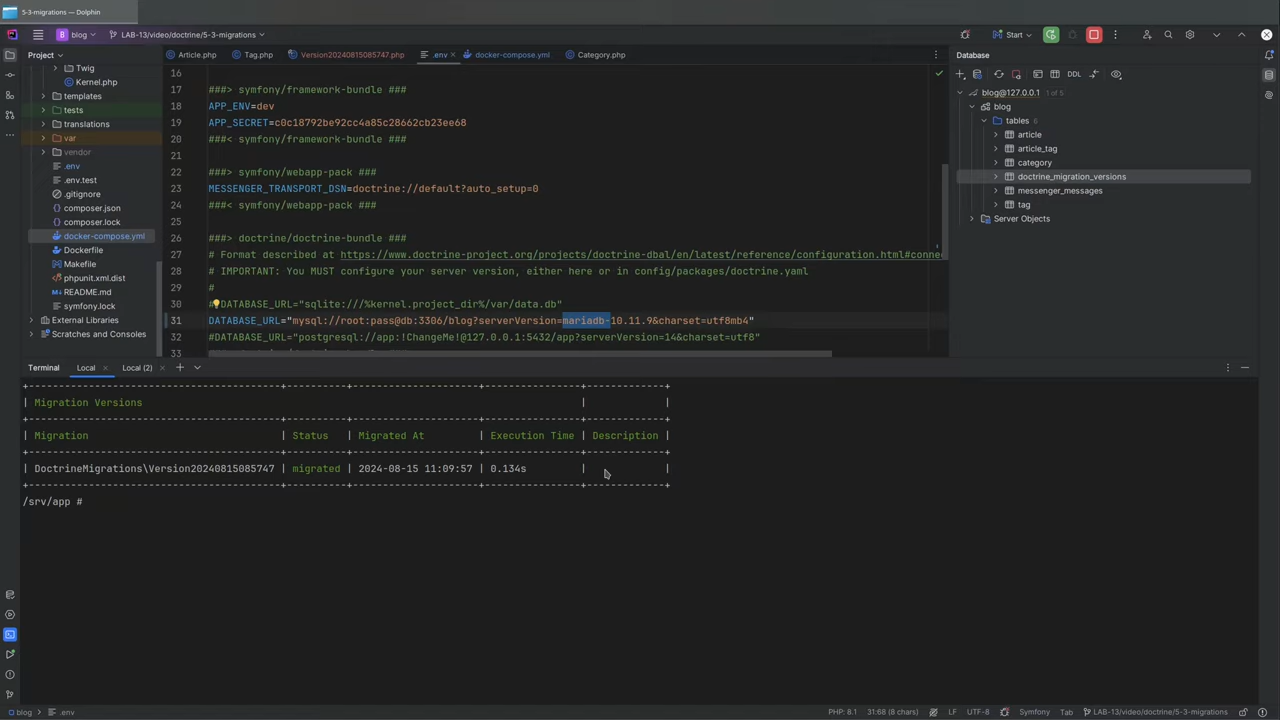 5-3-migrations — Dolphin
blog
LAB-13/video/doctrine/5-3-migrations
Start
Project
Article.php
Tag.php
Version20240815085747.php
.env
docker-compose.yml
Category.php
Database
Twig
Kernel.php
templates
tests
translations
var
vendor
.env
.env.test
.gitignore
composer.json
composer.lock
docker-compose.yml
Dockerfile
Makefile
phpunit.xml.dist
README.md
symfony.lock
External Libraries
Scratches and Consoles
16
17 ###> symfony/framework-bundle ###
18 APP_ENV=dev
19 APP_SECRET=c0c18792be92cc4a85c28662cb23ee68
20 ###< symfony/framework-bundle ###
21
22 ###> symfony/webapp-pack ###
23 MESSENGER_TRANSPORT_DSN=doctrine://default?auto_setup=0
24 ###< symfony/webapp-pack ###
25
26 ###> doctrine/doctrine-bundle ###
27 # Format described at https://www.doctrine-project.org/projects/doctrine-dbal/en/latest/reference/configuration.html#connec
28 # IMPORTANT: You MUST configure your server version, either here or in config/packages/doctrine.yaml
29 #
30 #DATABASE_URL="sqlite:///%kernel.project_dir%/var/data.db"
31 DATABASE_URL="mysql://root:pass@db:3306/blog?serverVersion=mariadb-10.11.9&charset=utf8mb4"
32 #DATABASE_URL="postgresql://app:!ChangeMe!@127.0.0.1:5432/app?serverVersion=14&charset=utf8"
33
DDL
blog@127.0.0.1 1 of 5
blog
tables 6
article
article_tag
category
doctrine_migration_versions
messenger_messages
tag
Server Objects
Terminal
Local
Local (2)
Migration Versions
Migration | Status | Migrated At | Execution Time | Description
DoctrineMigrations\Version20240815085747 | migrated | 2024-08-15 11:09:57 | 0.134s
/srv/app #
blog
.env
PHP: 8.1
31:68 (8 chars)
LF
UTF-8
Symfony
Tab
LAB-13/video/doctrine/5-3-migrations